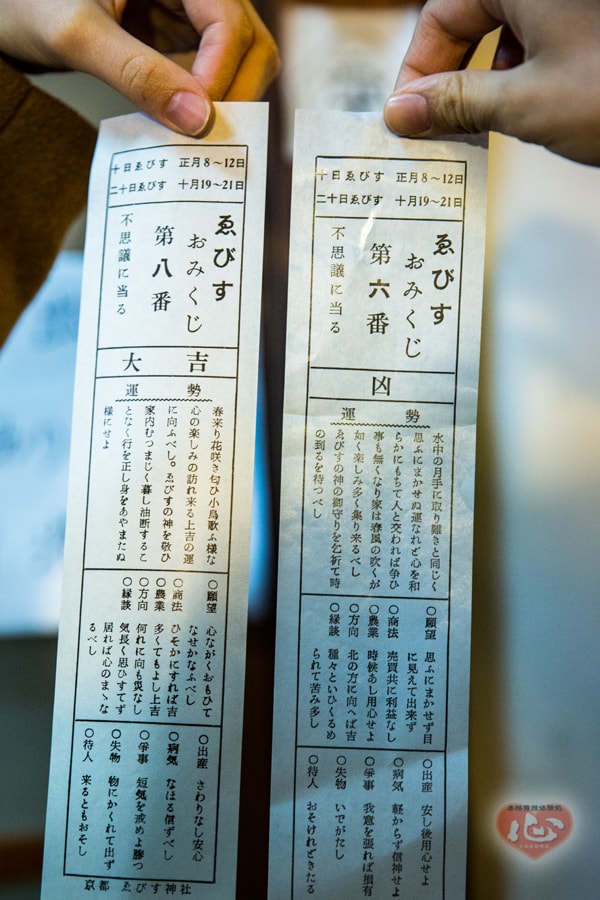 十日ゑびす　正月8〜12日
二十日ゑびす　十月19〜21日
ゑびす
おみくじ
第八番
不思議に当る
大吉
運勢
春来り花咲き匂ひ小鳥歌ふ様な
心の楽しみの訪れ来る上吉の運
に向ふべし。ゑびすの神を敬ひ
家内むつまじく暮し油断するこ
となく行を正し身をあやまたぬ
様にせよ
○願望　心ながくおもひて
なせかなふべし
○商法　ひそかにすれば吉
○農業　多くてもよし上吉
○方向　何れに向も災なし
○縁談　気長く思ひすてず
居れば心のまゝな
るべし
○出産　さわりなし安心
○病気　なほる信ずべし
○争事　短気を戒めよ勝つ
○失物　物にかくれて出ず
○待人　来るともおそし
京都　ゑびす神社
十日ゑびす　正月8〜12日
二十日ゑびす　十月19〜21日
ゑびす
おみくじ
第六番
不思議に当る
凶
運勢
水中の月手に取り難きと同じく
思ふにまかせぬ運なれど心を和
らかにもちて人と交われば争ひ
事も無くなり家は春風の吹くが
如く楽しみ多く集り来るべし
ゑびすの神の御守りを乞祈て時
の到るを待つべし
○願望　思ふにまかせず目
に見えて出来ず
○商法　売買共に利益なし
○農業　時候あし用心せよ
○方向　北の方に向へば吉
○縁談　種々といひくるめ
られて苦み多し
○出産　安し後用心せよ
○病気　軽からず信神せよ
○争事　我意を張れば損有
○失物　いでがたし
○待人　おそけれどきたる
本格舞妓体験処
心